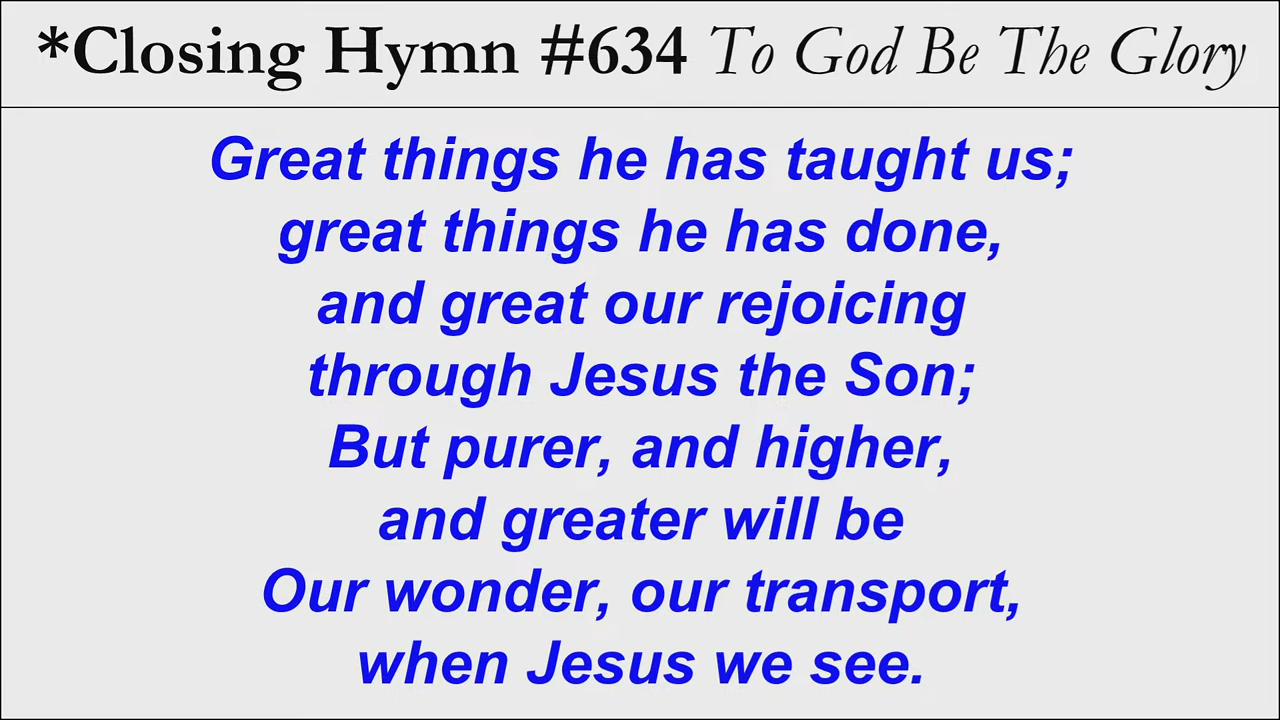 *Closing Hymn #634 To God Be The Glory
Great things he has taught us;
great things he has done,
and great our rejoicing
through Jesus the Son;
But purer, and higher,
and greater will be
Our wonder, our transport,
when Jesus we see.